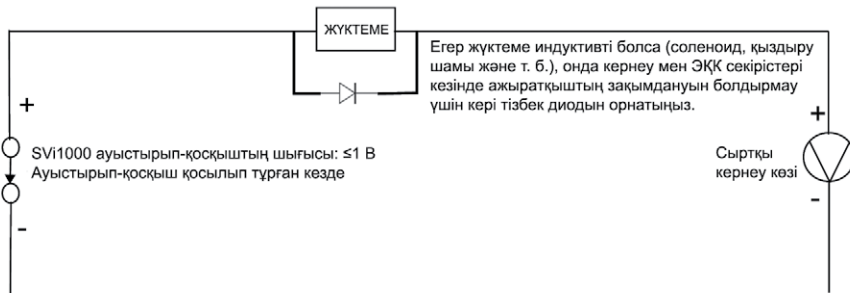 ЖҮКТЕМЕ
Егер жүктеме индуктивті болса (соленоид, қыздыру
шамы және т. б.), онда кернеу мен ЭҚК секірістері
кезінде ажыратқыштың зақымдануын болдырмау
үшін кері тізбек диодын орнатыңыз.
+
+
SVi1000 ауыстырып-қосқыштың шығысы: ≤1 В
Ауыстырып-қосқыш қосылып тұрған кезде
Сыртқы
кернеу көзі
-
-